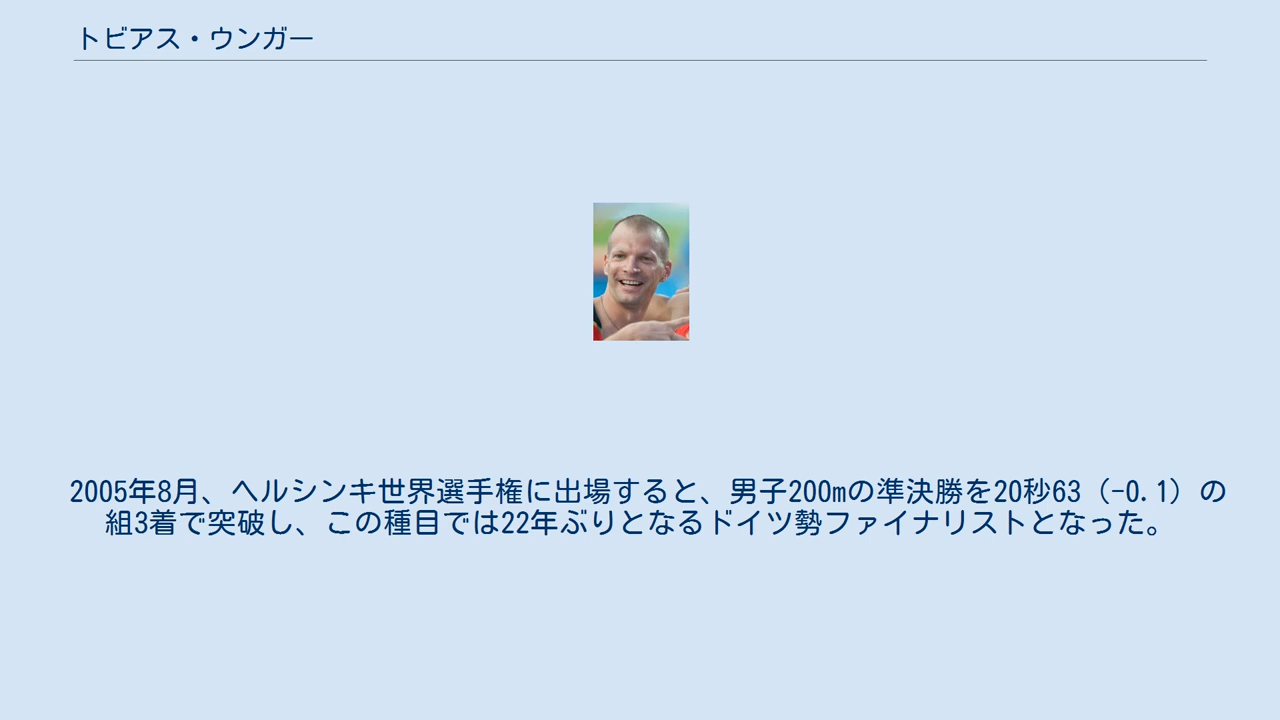 トビアス・ウンガー
2005年8月、ヘルシンキ世界選手権に出場すると、男子200mの準決勝を20秒63（-0.1）の
組3着で突破し、この種目では22年ぶりとなるドイツ勢ファイナリストとなった。